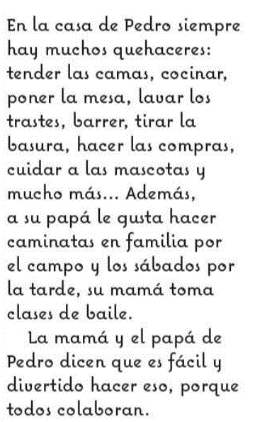 En la casa de Pedro siempre
hay muchos quehaceres:
tender las camas, cocinar,
poner la mesa, lavar los
trastes, barrer, tirar la
basura, hacer las compras,
cuidar a las mascotas y
mucho más... Además,
a su papá le gusta hacer
caminatas en familia por
el campo y los sábados por
la tarde, su mamá toma
clases de baile.
La mamá y el papá de
Pedro dicen que es fácil y
divertido hacer eso, porque
todos colaboran.